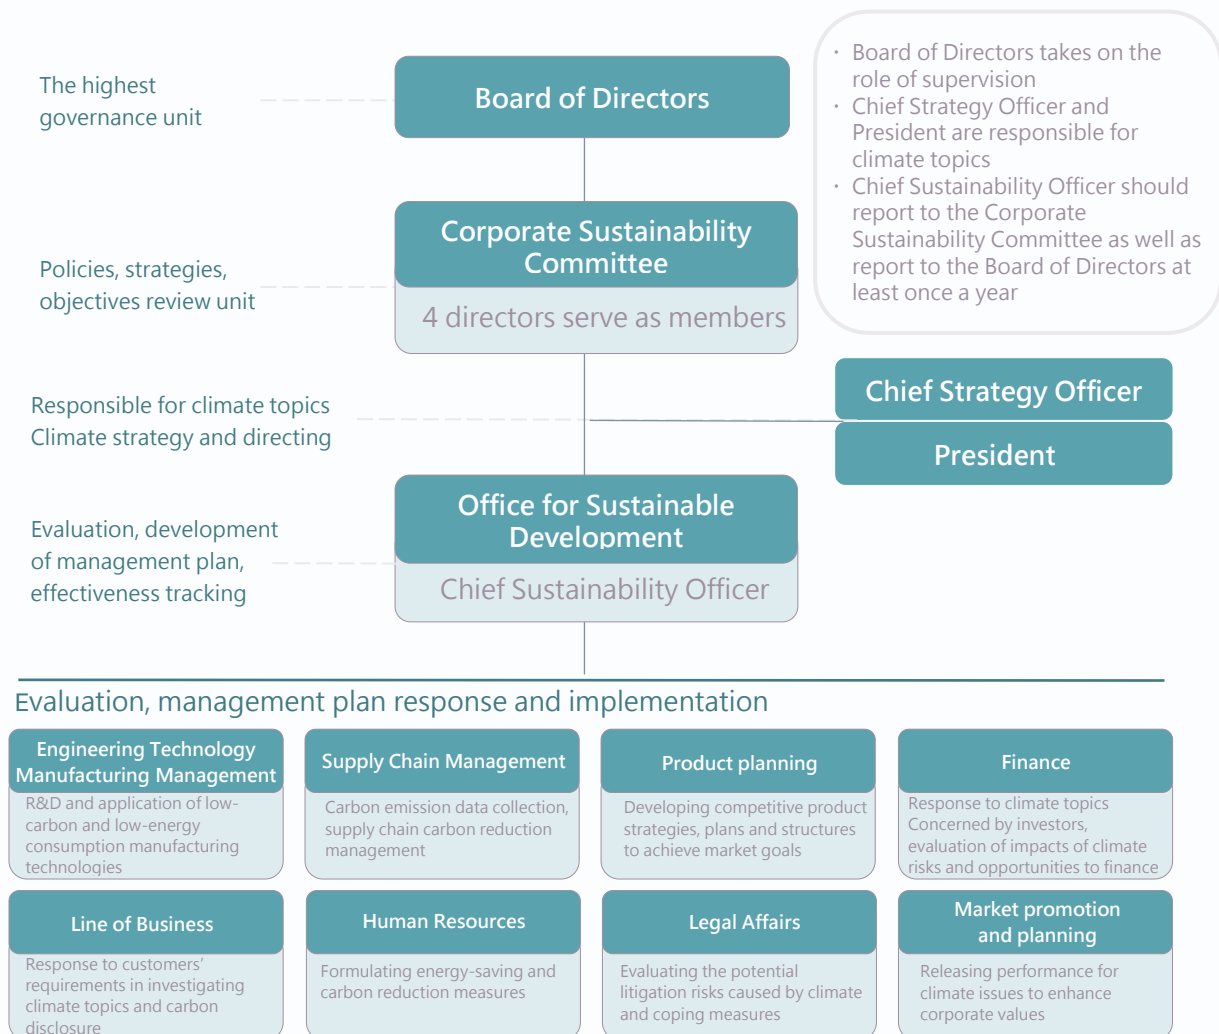 The highest
governance unit
Board of Directors
· Board of Directors takes on the
role of supervision
· Chief Strategy Officer and
President are responsible for
climate topics
· Chief Sustainability Officer should
report to the Corporate
Sustainability Committee as well as
report to the Board of Directors at
least once a year
Policies, strategies,
objectives review unit
Corporate Sustainability
Committee
4 directors serve as members
Responsible for climate topics
Climate strategy and directing
Chief Strategy Officer
President
Evaluation, development
of management plan,
effectiveness tracking
Office for Sustainable
Development
Chief Sustainability Officer
Evaluation, management plan response and implementation
Engineering Technology
Manufacturing Management
R&D and application of low-
carbon and low-energy
consumption manufacturing
technologies
Supply Chain Management
Carbon emission data collection,
supply chain carbon reduction
management
Product planning
Developing competitive product
strategies, plans and structures
to achieve market goals
Finance
Response to climate topics
Concerned by investors,
evaluation of impacts of climate
risks and opportunities to finance
Line of Business
Response to customers’
requirements in investigating
climate topics and carbon
disclosure
Human Resources
Formulating energy-saving and
carbon reduction measures
Legal Affairs
Evaluating the potential
litigation risks caused by climate
and coping measures
Market promotion
and planning
Releasing performance for
climate issues to enhance
corporate values